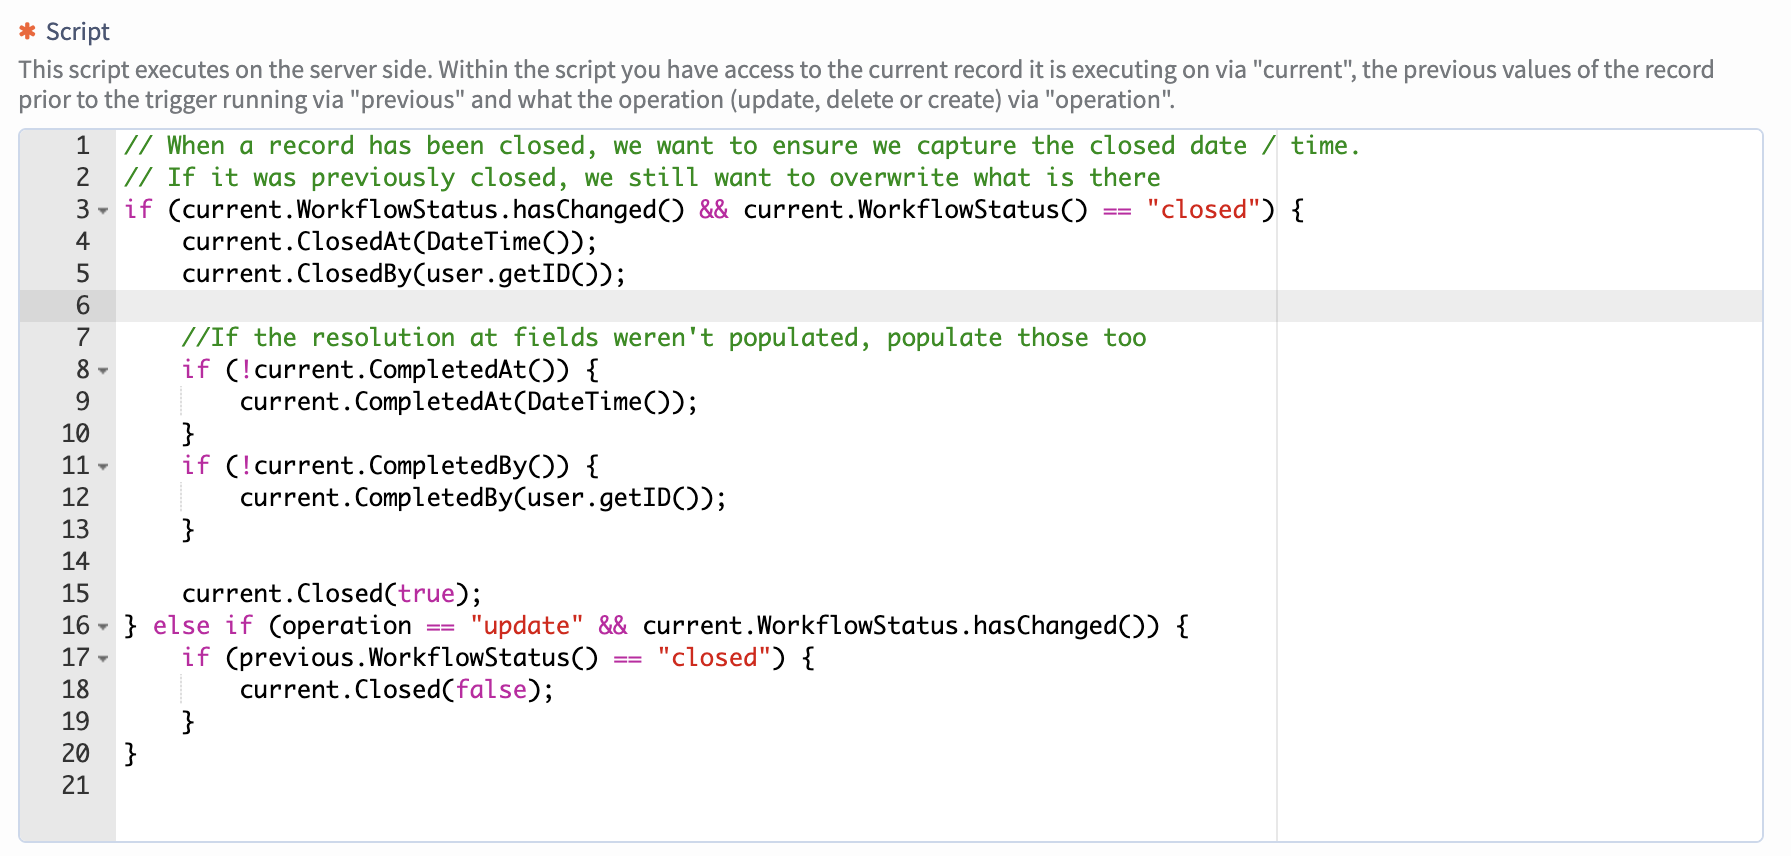 ✱ Script
This script executes on the server side. Within the script you have access to the current record it is executing on via "current", the previous values of the record
prior to the trigger running via "previous" and what the operation (update, delete or create) via "operation".
1 // When a record has been closed, we want to ensure we capture the closed date / time.
2 // If it was previously closed, we still want to overwrite what is there
3 if (current.WorkflowStatus.hasChanged() && current.WorkflowStatus() == "closed") {
4     current.ClosedAt(DateTime());
5     current.ClosedBy(user.getID());
6
7     //If the resolution at fields weren't populated, populate those too
8     if (!current.CompletedAt()) {
9         current.CompletedAt(DateTime());
10     }
11     if (!current.CompletedBy()) {
12         current.CompletedBy(user.getID());
13     }
14
15     current.Closed(true);
16 } else if (operation == "update" && current.WorkflowStatus.hasChanged()) {
17     if (previous.WorkflowStatus() == "closed") {
18         current.Closed(false);
19     }
20 }
21